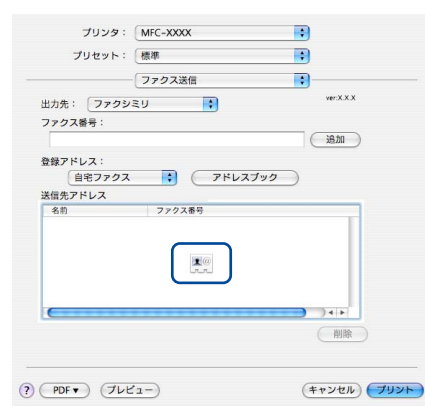 プリンタ： MFC-XXXX
プリセット： 標準
ファクス送信
出力先： ファクシミリ ver:X.X.X
ファクス番号：
追加
登録アドレス：
自宅ファクス アドレスブック
送信先アドレス
名前 ファクス番号
@
削除
? PDF▼ プレビュー キャンセル プリント